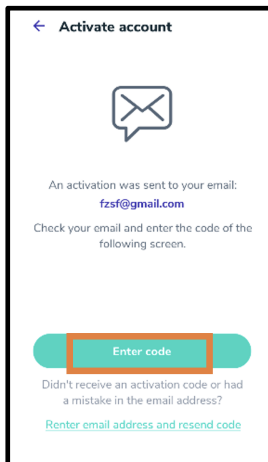 ← Activate account
An activation was sent to your email:
fzsf@gmail.com
Check your email and enter the code of the
following screen.
Enter code
Didn't receive an activation code or had
a mistake in the email address?
Renter email address and resend code